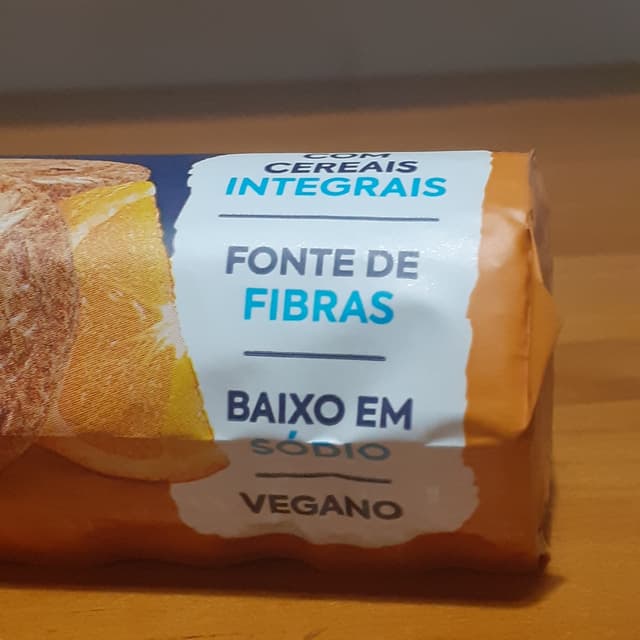 COM
CEREAIS
INTEGRAIS
FONTE DE
FIBRAS
BAIXO EM
SÓDIO
VEGANO